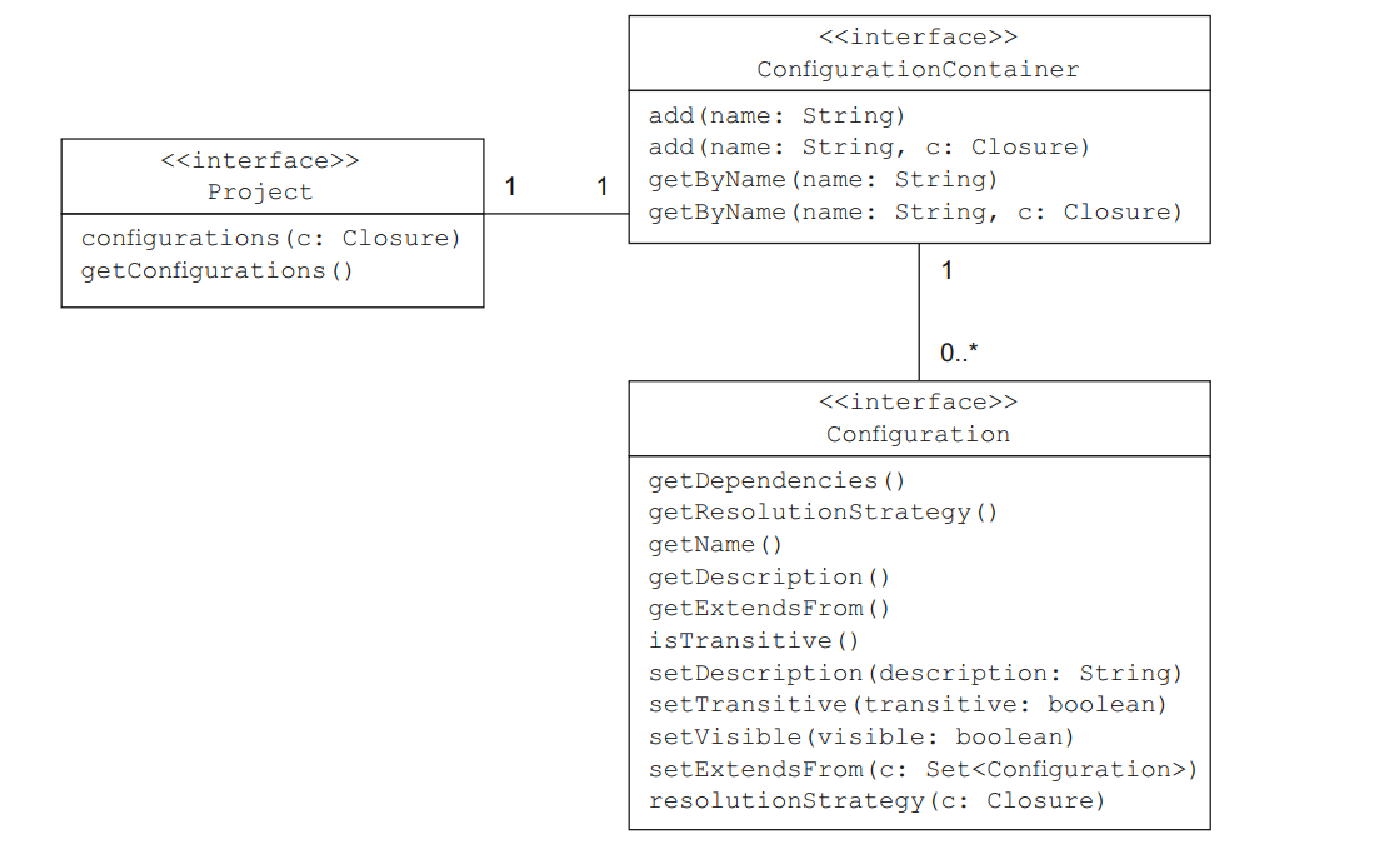 <<interface>>
Project
configurations(c: Closure)
getConfigurations()
1
1
<<interface>>
ConfigurationContainer
add(name: String)
add(name: String, c: Closure)
getByName(name: String)
getByName(name: String, c: Closure)
1
0..*
<<interface>>
Configuration
getDependencies()
getResolutionStrategy()
getName()
getDescription()
getExtendsFrom()
isTransitive()
setDescription(description: String)
setTransitive(transitive: boolean)
setVisible(visible: boolean)
setExtendsFrom(c: Set<Configuration>)
resolutionStrategy(c: Closure)